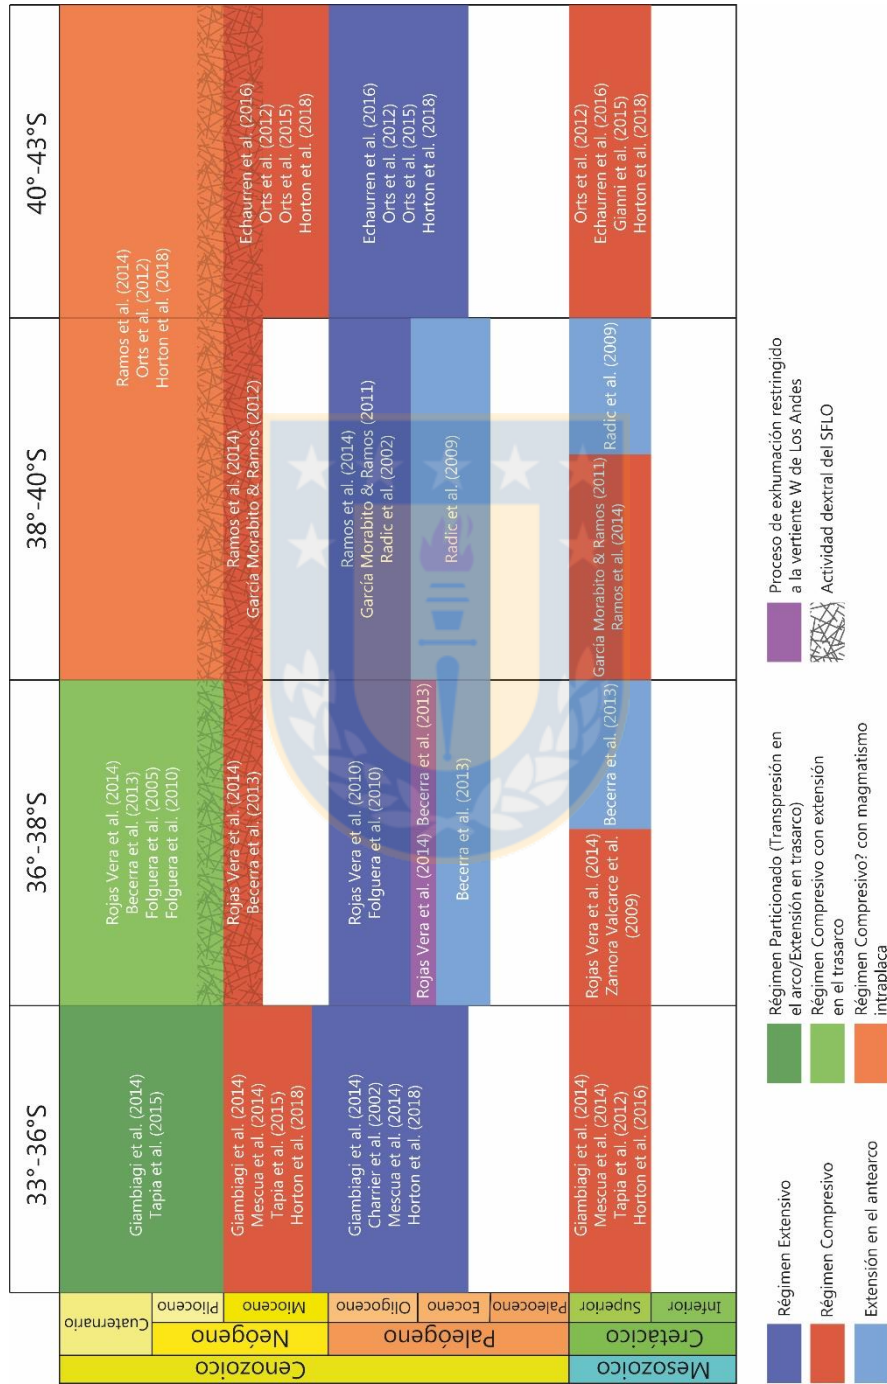 33°-36°S
36°-38°S
38°-40°S
40°-43°S
Cenozoico
Mesozoico
Cuaternario
Neógeno
Paleógeno
Cretácico
Plioceno
Mioceno
Oligoceno
Eoceno
Paleoceno
Superior
Inferior
Giambiagi et al. (2014)
Tapia et al. (2015)
Giambiagi et al. (2014)
Mescua et al. (2014)
Tapia et al. (2015)
Horton et al. (2018)
Giambiagi et al. (2014)
Charrier et al. (2002)
Mescua et al. (2014)
Horton et al. (2018)
Giambiagi et al. (2014)
Mescua et al. (2014)
Tapia et al. (2012)
Horton et al. (2016)
Rojas Vera et al. (2014)
Becerra et al. (2013)
Folguera et al. (2005)
Folguera et al. (2010)
Rojas Vera et al. (2014)
Becerra et al. (2013)
Rojas Vera et al. (2010)
Folguera et al. (2010)
Rojas Vera et al. (2014)
Becerra et al. (2013)
Becerra et al. (2013)
Rojas Vera et al. (2014)
Zamora Valcarce et al.
(2009)
Becerra et al. (2013)
Ramos et al. (2014)
Orts et al. (2012)
Horton et al. (2018)
Ramos et al. (2014)
García Morabito & Ramos (2012)
Ramos et al. (2014)
García Morabito & Ramos (2011)
Radic et al. (2002)
Radic et al. (2009)
García Morabito & Ramos (2011)
Ramos et al. (2014)
Radic et al. (2009)
Echaurren et al. (2016)
Orts et al. (2012)
Orts et al. (2015)
Horton et al. (2018)
Echaurren et al. (2016)
Orts et al. (2012)
Orts et al. (2015)
Horton et al. (2018)
Orts et al. (2012)
Echaurren et al. (2016)
Gianni et al. (2015)
Horton et al. (2018)
Régimen Extensivo
Régimen Compresivo
Extensión en el antearco
Régimen Particionado (Transpresión en
el arco/Extensión en trasarco)
Régimen Compresivo con extensión
en el trasarco
Régimen Compresivo? con magmatismo
intraplaca
Proceso de exhumación restringido
a la vertiente W de Los Andes
Actividad dextral del SFLO